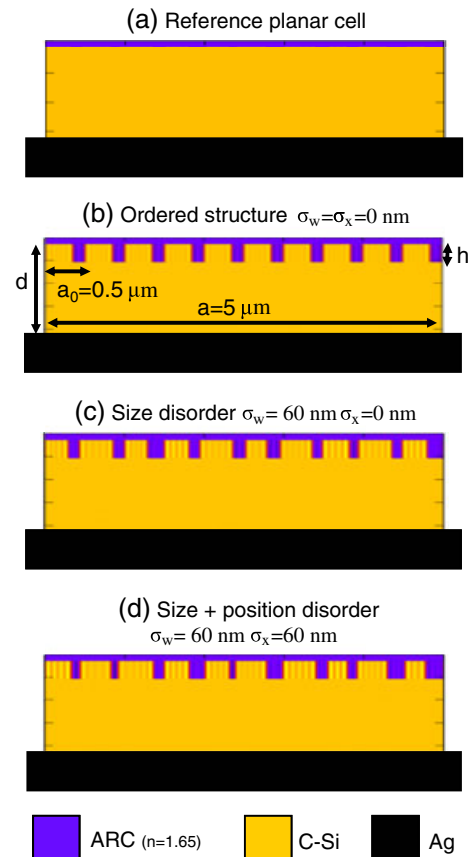 (a) Reference planar cell
(b) Ordered structure σw=σx=0 nm
d
h
a0=0.5 μm
a=5 μm
(c) Size disorder σw= 60 nm σx=0 nm
(d) Size + position disorder
σw= 60 nm σx=60 nm
ARC (n=1.65)
C-Si
Ag